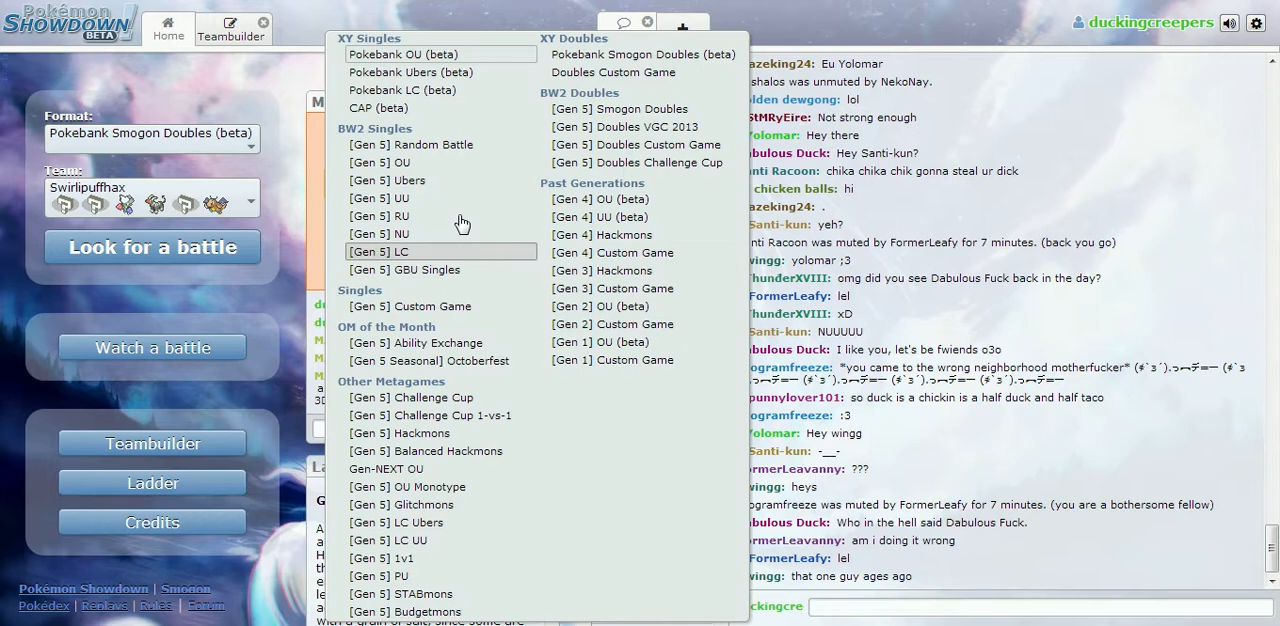 Pokémon
SHOWDOWN
BETA
Home
Teambuilder
duckingcreepers
Format:
Pokebank Smogon Doubles (beta)
Team:
Swirlipuffhax
Look for a battle
Watch a battle
Teambuilder
Ladder
Credits
Pokémon Showdown | Smogon
Pokédex | Replays | Rules | Forum
XY Singles
Pokebank OU (beta)
Pokebank Ubers (beta)
Pokebank LC (beta)
CAP (beta)
BW2 Singles
[Gen 5] Random Battle
[Gen 5] OU
[Gen 5] Ubers
[Gen 5] UU
[Gen 5] RU
[Gen 5] NU
[Gen 5] LC
[Gen 5] GBU Singles
Singles
[Gen 5] Custom Game
OM of the Month
[Gen 5] Ability Exchange
[Gen 5 Seasonal] Octoberfest
Other Metagames
[Gen 5] Challenge Cup
[Gen 5] Challenge Cup 1-vs-1
[Gen 5] Hackmons
[Gen 5] Balanced Hackmons
Gen-NEXT OU
[Gen 5] OU Monotype
[Gen 5] Glitchmons
[Gen 5] LC Ubers
[Gen 5] LC UU
[Gen 5] 1v1
[Gen 5] PU
[Gen 5] STABmons
[Gen 5] Budgetmons
XY Doubles
Pokebank Smogon Doubles (beta)
Doubles Custom Game
BW2 Doubles
[Gen 5] Smogon Doubles
[Gen 5] Doubles VGC 2013
[Gen 5] Doubles Custom Game
[Gen 5] Doubles Challenge Cup
Past Generations
[Gen 4] OU (beta)
[Gen 4] UU (beta)
[Gen 4] Hackmons
[Gen 4] Custom Game
[Gen 3] Hackmons
[Gen 3] Custom Game
[Gen 2] OU (beta)
[Gen 2] Custom Game
[Gen 1] OU (beta)
[Gen 1] Custom Game
azeking24: Eu Yolomar
shalos was unmuted by NekoNay.
olden dewgong: lol
StMRyEire: Not strong enough
Yolomar: Hey there
abulous Duck: Hey Santi-kun?
anti Racoon: chika chika chik gonna steal ur dick
chicken balls: hi
azeking24: .
Santi-kun: yeh?
anti Racoon was muted by FormerLeafy for 7 minutes. (back you go)
wingg: yolomar ;3
ThunderXVIII: omg did you see Dabulous Fuck back in the day?
FormerLeafy: lel
ThunderXVIII: xD
Santi-kun: NUUUUU
abulous Duck: I like you, let's be fwiends o3o
ogramfreeze: *you came to the wrong neighborhood motherfucker*
punnylover101: so duck is a chickin is a half duck and half taco
ogramfreeze: :3
Yolomar: Hey wingg
Santi-kun: -__-
ormerLeavanny: ???
wingg: heys
ogramfreeze was muted by FormerLeafy for 7 minutes. (you are a bothersome fellow)
abulous Duck: Who in the hell said Dabulous Fuck.
ormerLeavanny: am i doing it wrong
FormerLeafy: lel
wingg: that one guy ages ago
ckingcre